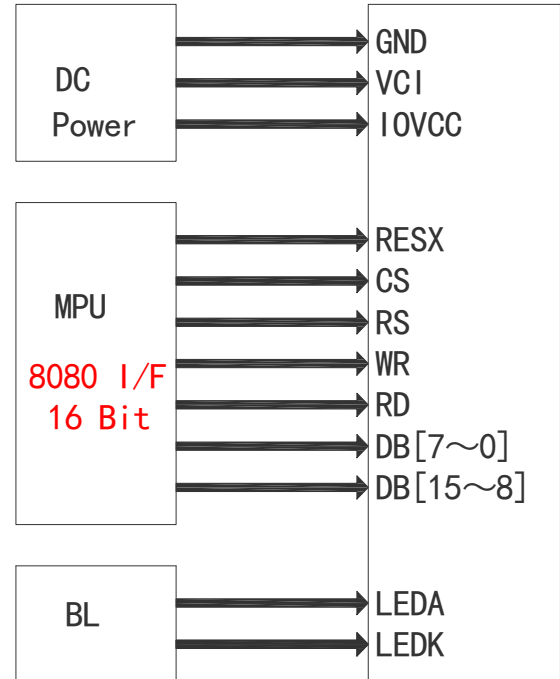 DC
Power
GND
VCI
IOVCC
MPU
8080 I/F
16 Bit
RESX
CS
RS
WR
RD
DB[7～0]
DB[15～8]
BL
LEDA
LEDK